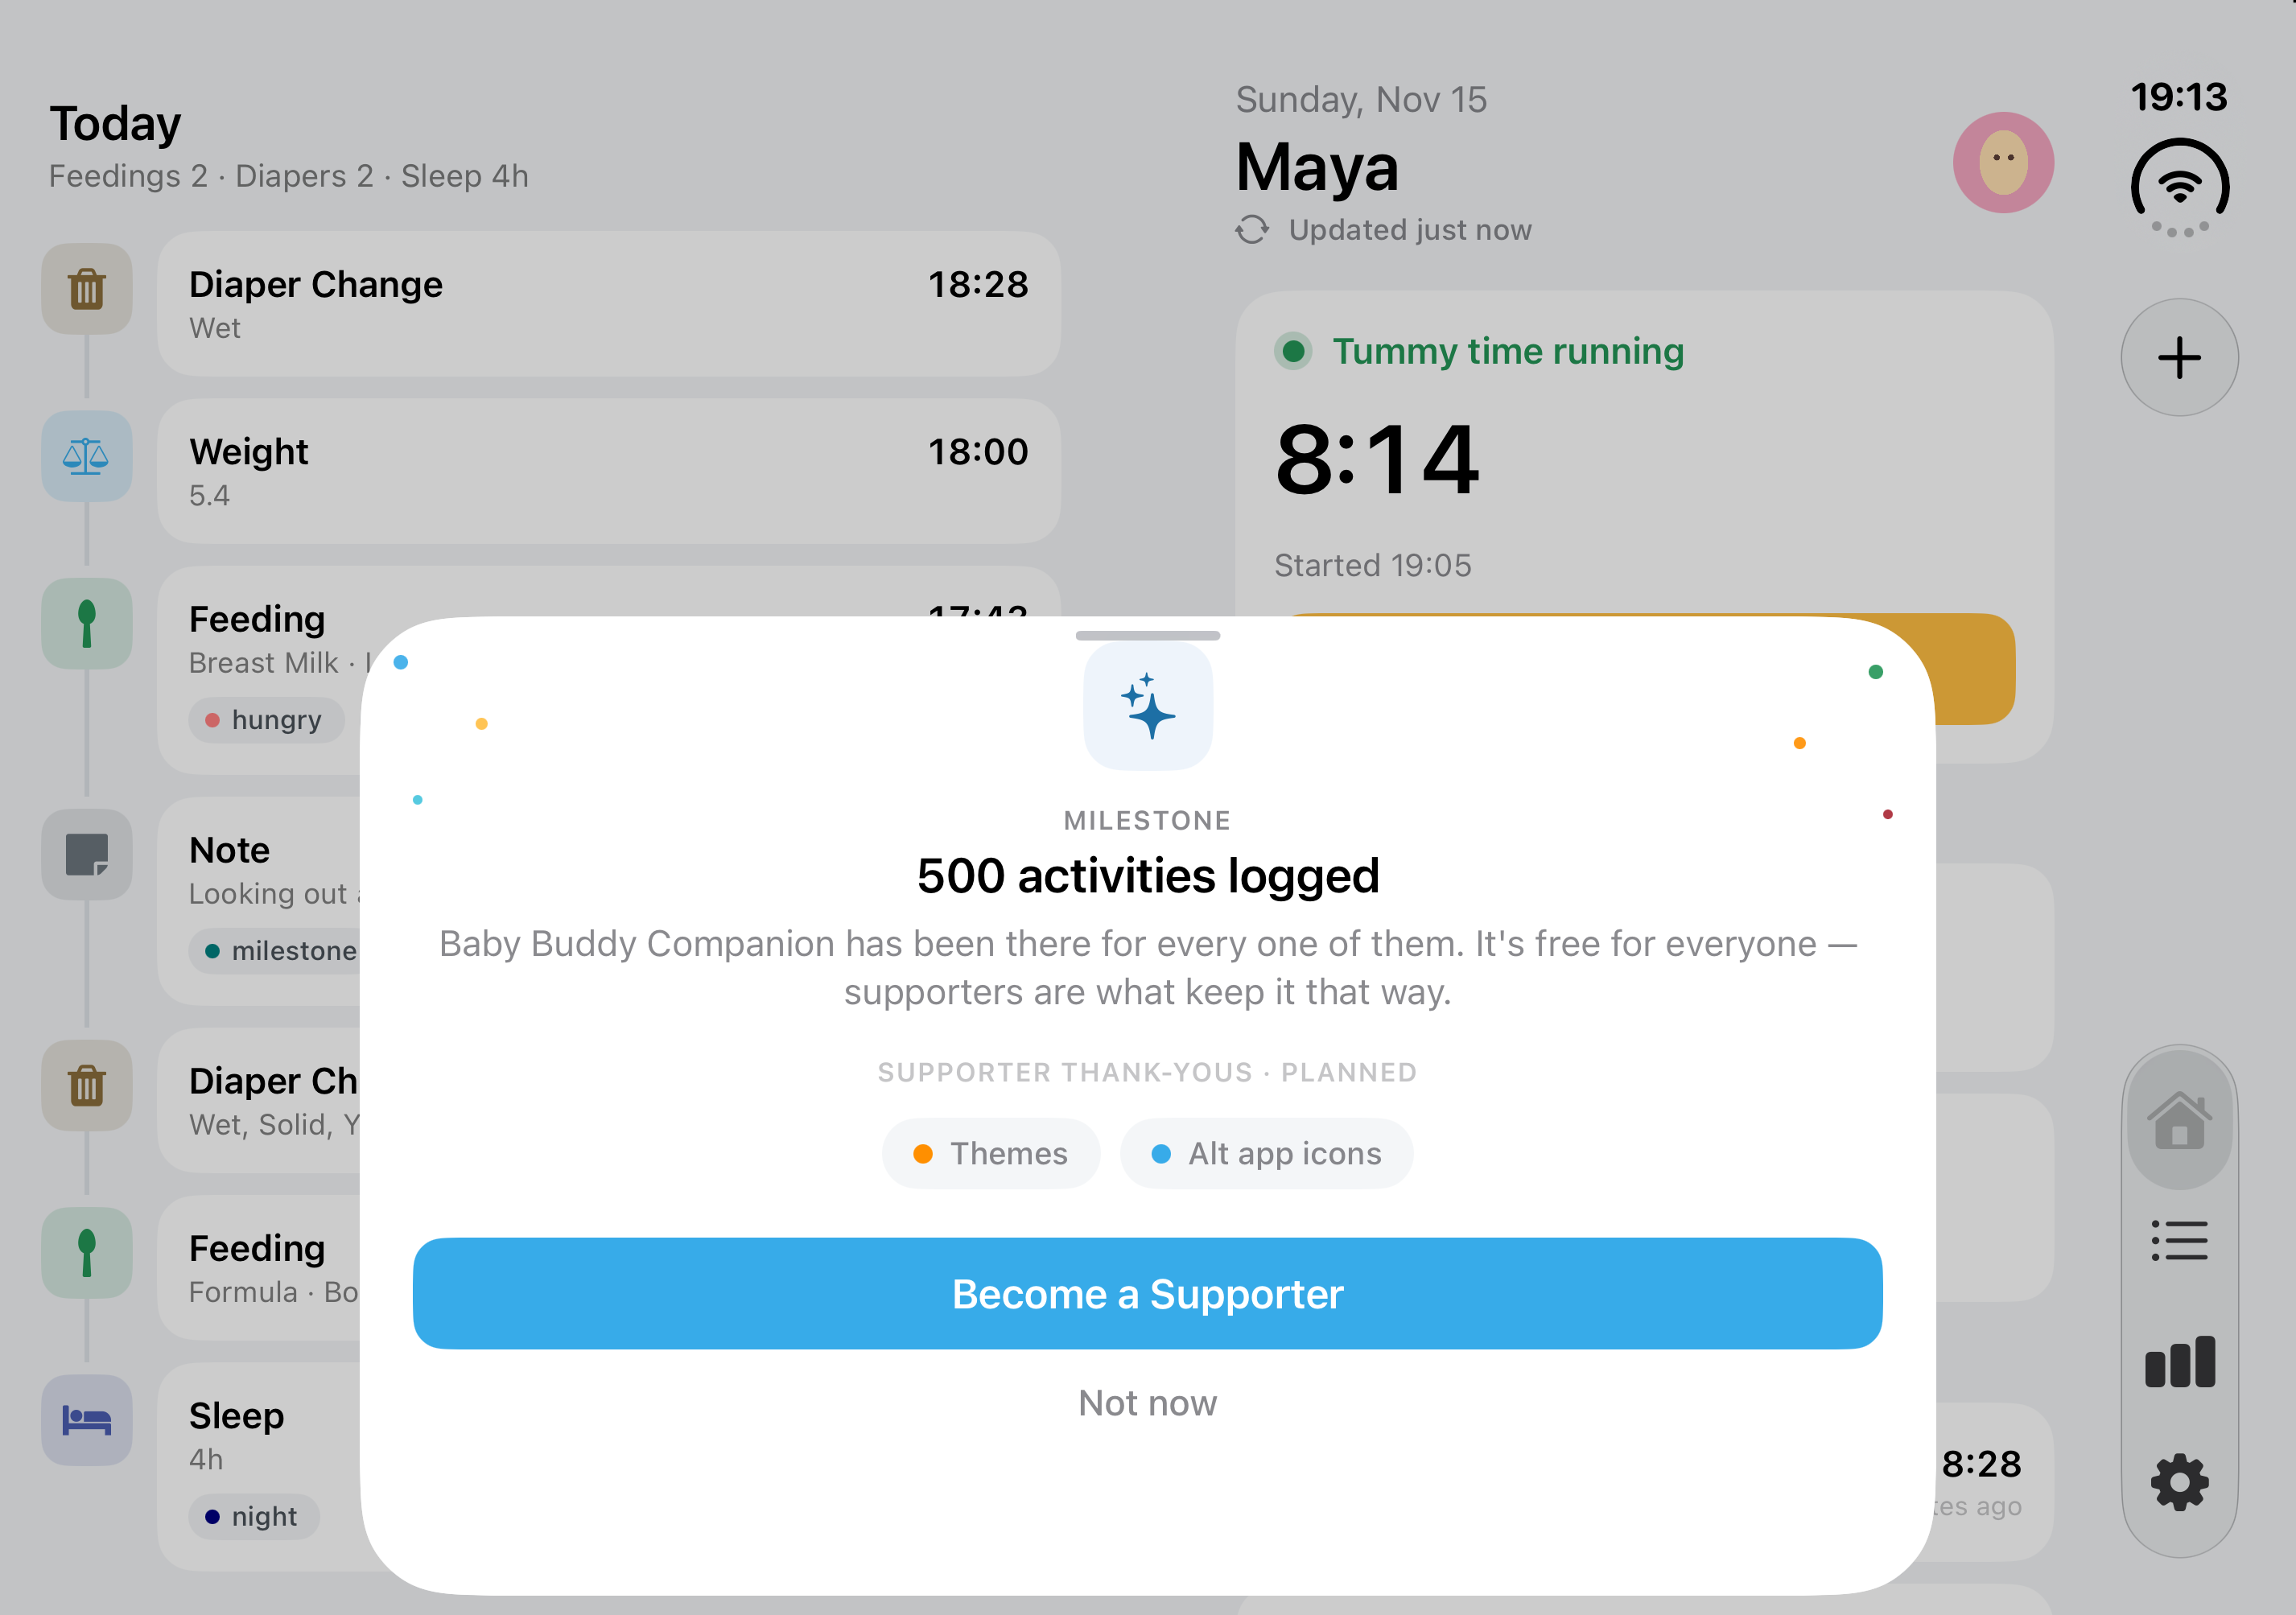 Today
Feedings 2 · Diapers 2 · Sleep 4h
Diaper Change
18:28
Wet
Weight
18:00
5.4
Feeding
Breast Milk ·
hungry
Note
Looking out
milestone
Diaper
Wet, Solid,
Feeding
Formula ·
Sleep
4h
night
Sunday, Nov 15
Maya
Updated just now
19:13
Tummy time running
8:14
Started 19:05
8:28
ago
MILESTONE
500 activities logged
Baby Buddy Companion has been there for every one of them. It's free for everyone —
supporters are what keep it that way.
SUPPORTER THANK-YOUS · PLANNED
Themes
Alt app icons
Become a Supporter
Not now